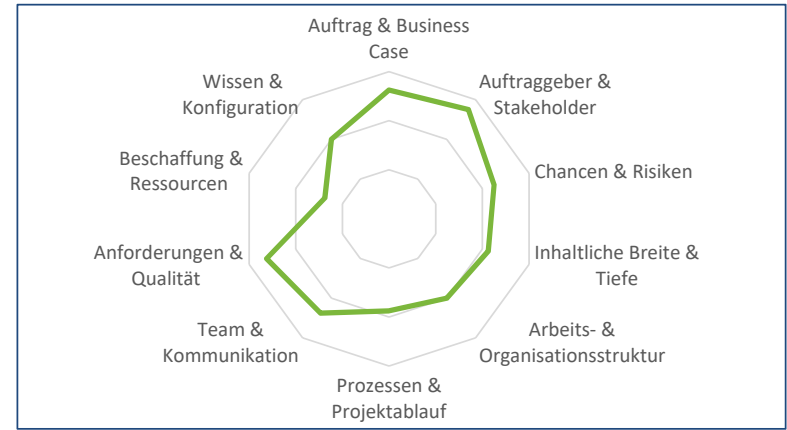 Auftrag & Business
Case
Auftraggeber &
Stakeholder
Chancen & Risiken
Inhaltliche Breite &
Tiefe
Arbeits- &
Organisationsstruktur
Prozessen &
Projektablauf
Team &
Kommunikation
Anforderungen &
Qualität
Beschaffung &
Ressourcen
Wissen &
Konfiguration